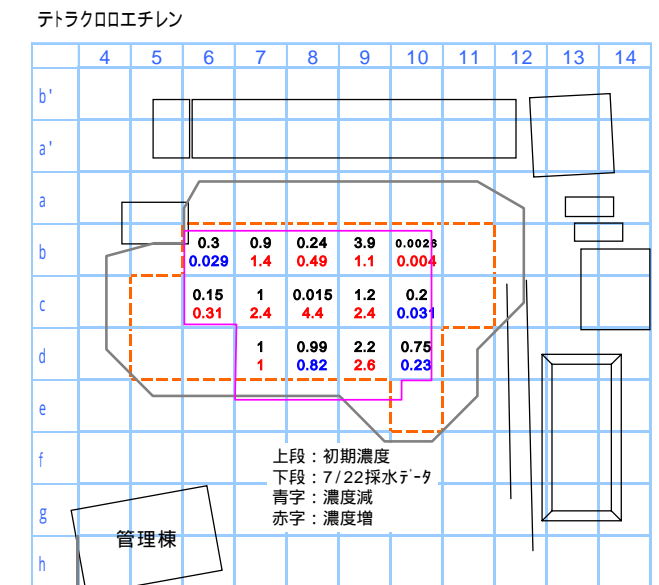 テトラクロロエチレン
4 5 6 7 8 9 10 11 12 13 14
b'
a'
a
b 0.3 0.9 0.24 3.9 0.0026
0.029 1.4 0.49 1.1 0.004
c 0.15 1 0.015 1.2 0.2
0.31 2.4 4.4 2.4 0.031
d 1 0.99 2.2 0.75
1 0.82 2.6 0.23
e
f
上段：初期濃度
下段：7/22採水データ
青字：濃度減
赤字：濃度増
g
管理棟
h